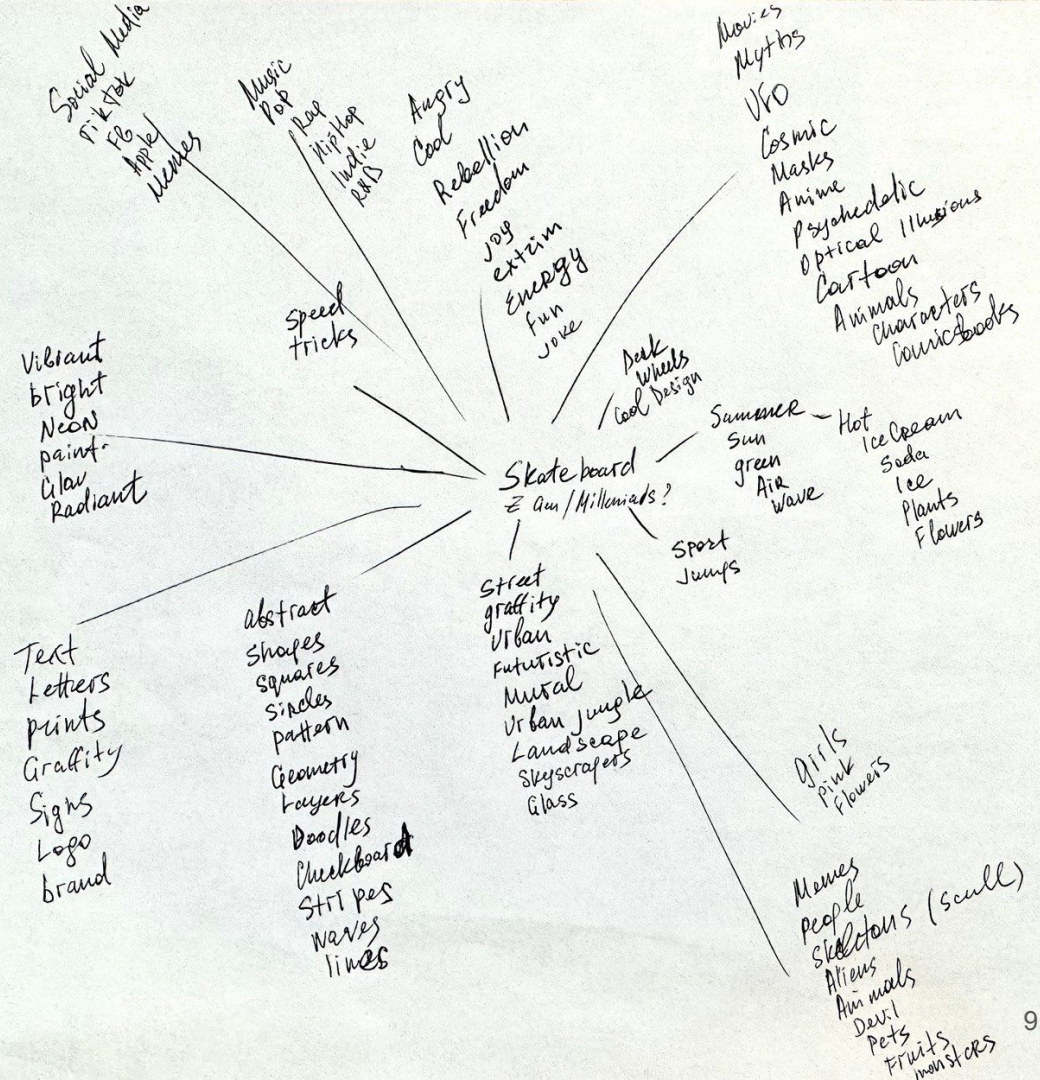 Social Media
TikTok
FB
Apple
Memes
Music
Pop
Rap
HipHop
Indie
R&B
Angry
Cool
Rebellion
Freedom
joy
extrim
Energy
fun
joke
Movies
Myths
UFO
Cosmic
Masks
Anime
Psychedelic
Optical Illusions
Cartoon
Animals
Characters
Comicbooks
Speed
tricks
Desk
Wheels
Cool Design
Vibrant
bright
Neon
paint
Radiant
Summer
Sun
green
Air
Wave
Hot
Ice Cream
Soda
Ice
Plants
Flowers
Skateboard
Z Gen/Millenials?
Sport
Jumps
Street
graffity
Urban
Futuristic
Mural
Urban jungle
Landscape
Skyscrapers
Glass
abstract
Shapes
squares
Sircles
pattern
Geometry
Layers
Doodles
Checkboard
Stripes
waves
lines
Text
Letters
prints
Graffity
Signs
Logo
brand
girls
pink
Flowers
Memes
people
Skeletons (Scull)
Aliens
Animals
Devil
Pets
Fruits
monsters
9